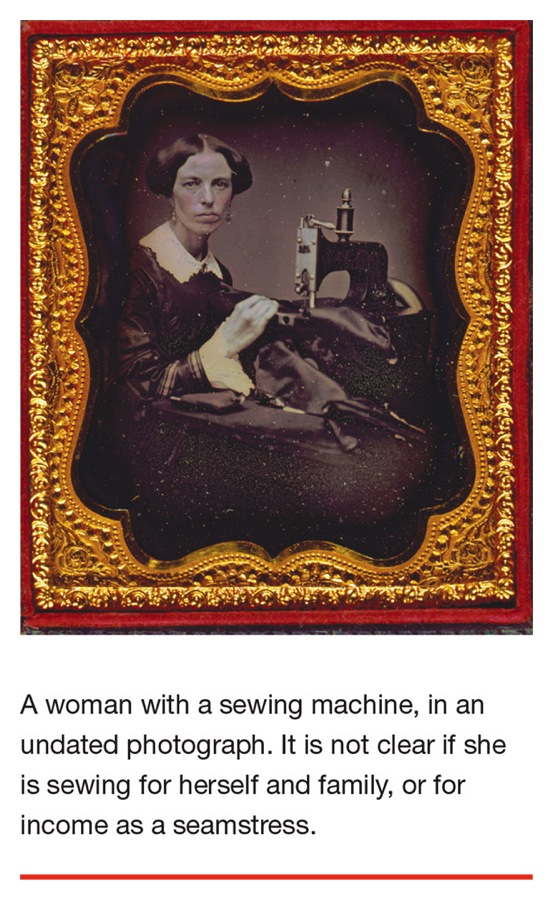 A woman with a sewing machine, in an
undated photograph. It is not clear if she
is sewing for herself and family, or for
income as a seamstress.